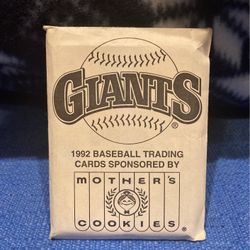 GIANTS®
1992 BASEBALL TRADING
CARDS SPONSORED BY
MOTHER'S
COOKIES®